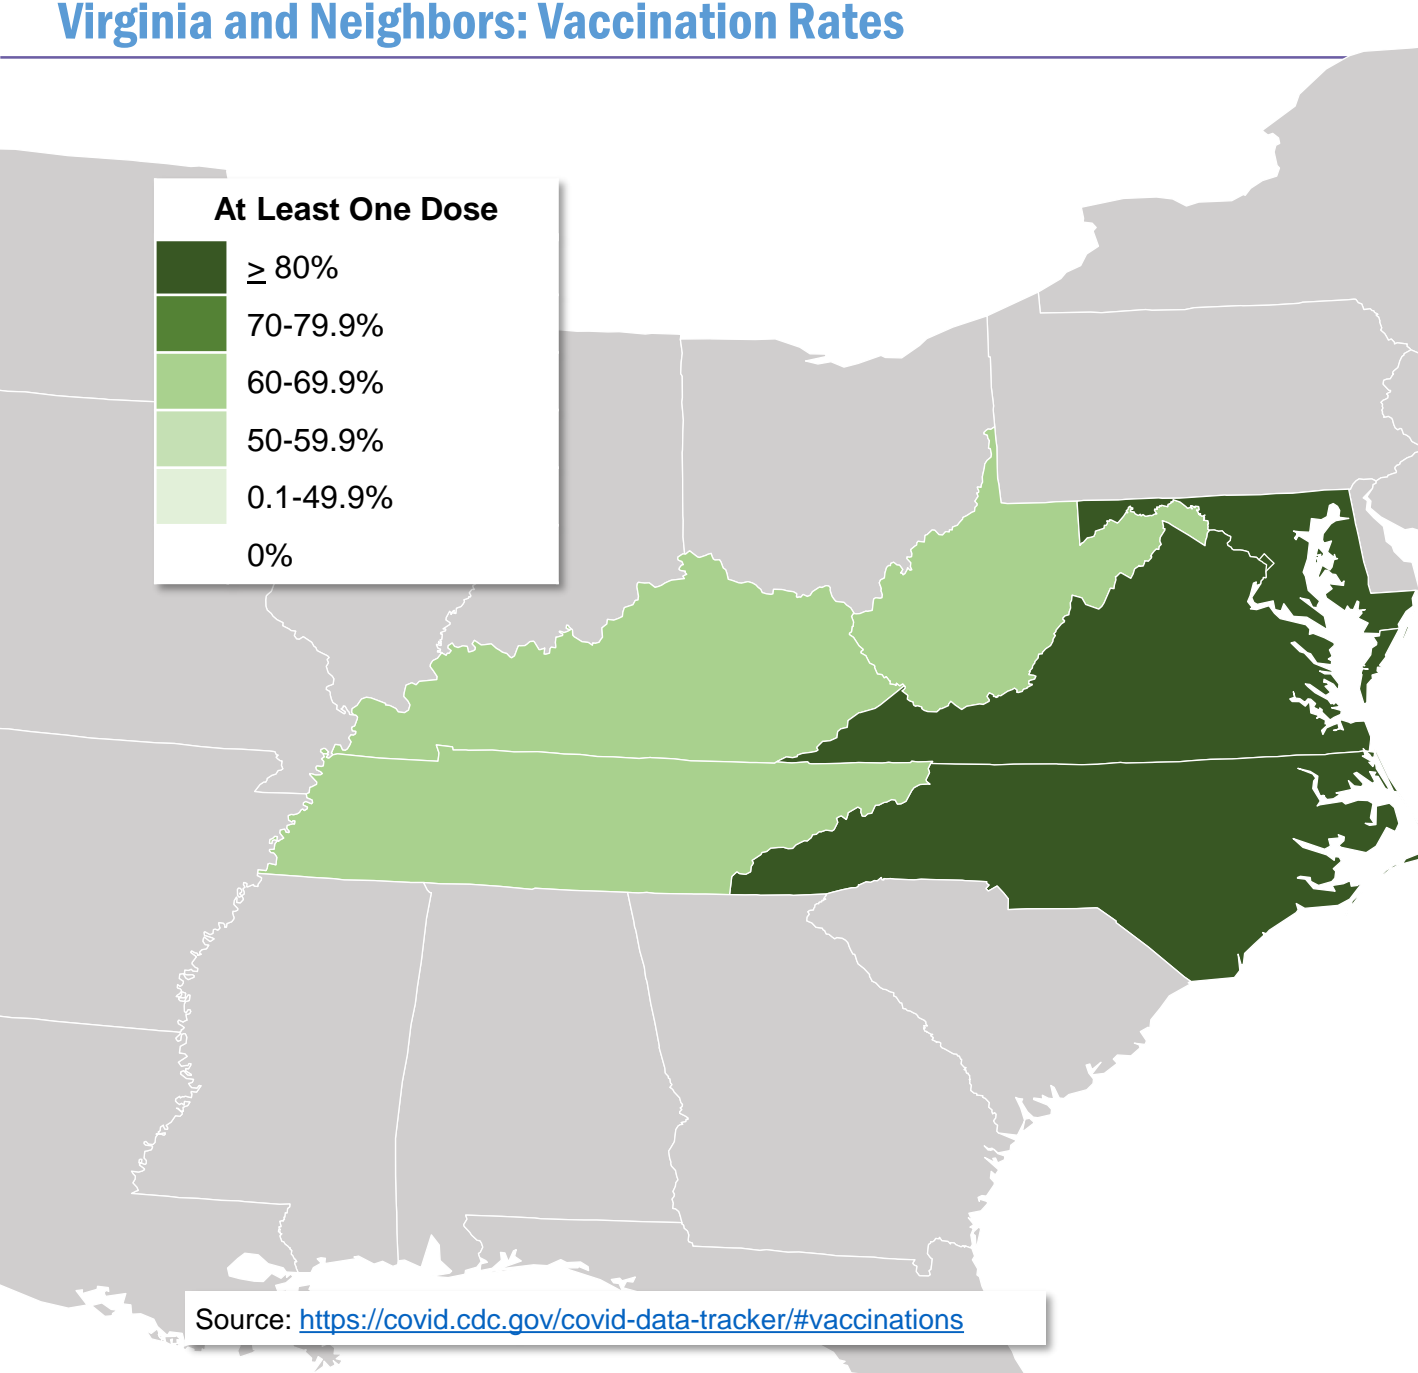 Virginia and Neighbors: Vaccination Rates
At Least One Dose
≥ 80%
70-79.9%
60-69.9%
50-59.9%
0.1-49.9%
0%
Source: https://covid.cdc.gov/covid-data-tracker/#vaccinations